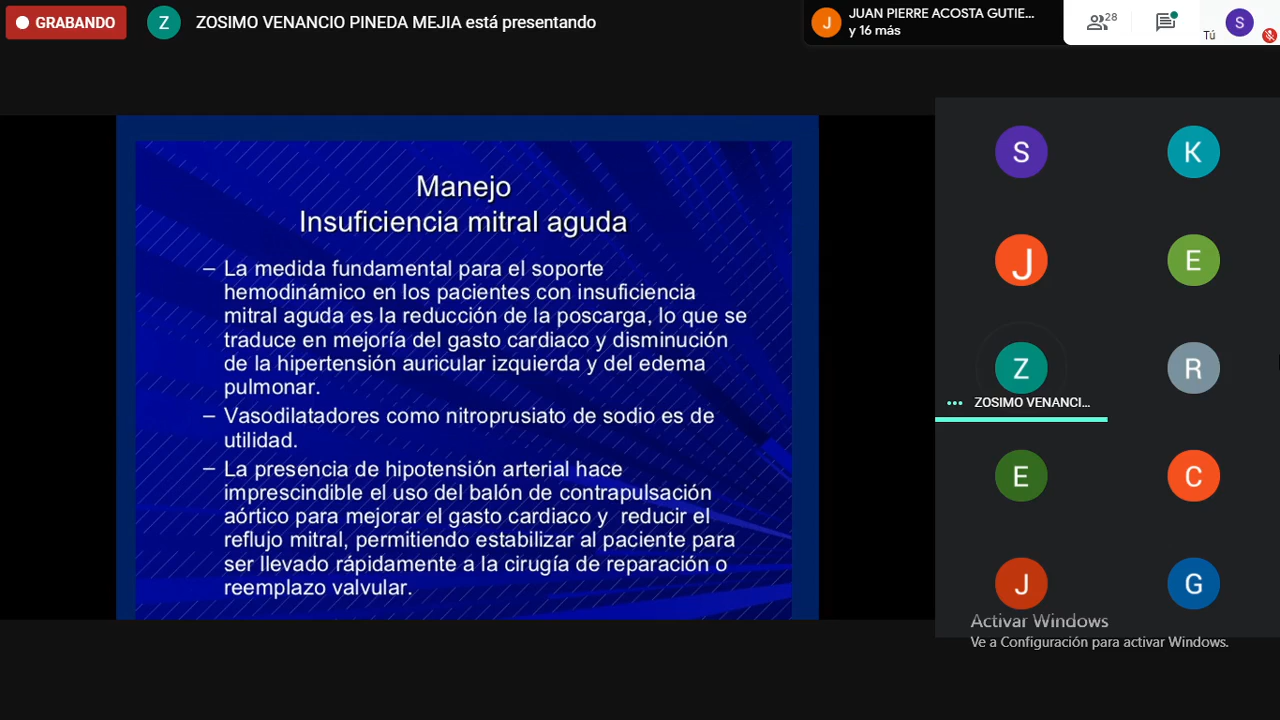 GRABANDO
Z
ZOSIMO VENANCIO PINEDA MEJIA está presentando
J
JUAN PIERRE ACOSTA GUTIE...
y 16 más
28
Tú
S
Manejo
Insuficiencia mitral aguda
– La medida fundamental para el soporte
hemodinámico en los pacientes con insuficiencia
mitral aguda es la reducción de la poscarga, lo que se
traduce en mejoría del gasto cardiaco y disminución
de la hipertensión auricular izquierda y del edema
pulmonar.
– Vasodilatadores como nitroprusiato de sodio es de
utilidad.
– La presencia de hipotensión arterial hace
imprescindible el uso del balón de contrapulsación
aórtico para mejorar el gasto cardiaco y reducir el
reflujo mitral, permitiendo estabilizar al paciente para
ser llevado rápidamente a la cirugía de reparación o
reemplazo valvular.
S
K
J
E
Z
R
ZOSIMO VENANCI...
E
C
J
G
Activar Windows
Ve a Configuración para activar Windows.